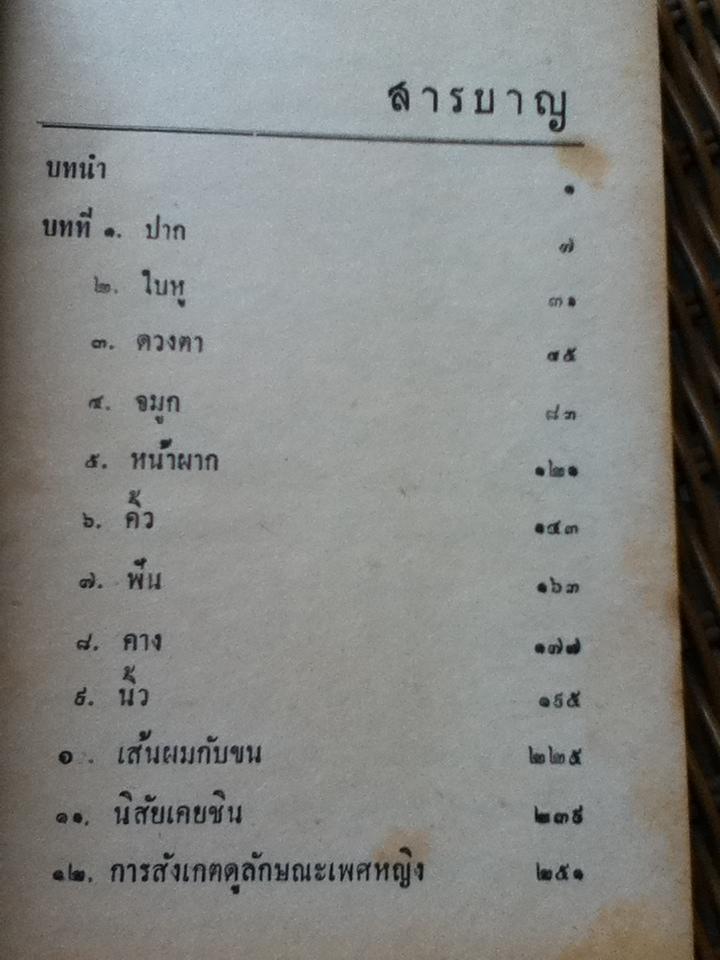 สารบาญ
บทนำ ๑
บทที่ ๑. ปาก ๗
๒. ใบหู ๓๑
๓. ดวงตา ๔๕
๔. จมูก ๘๓
๕. หน้าผาก ๑๒๑
๖. คิ้ว ๑๔๓
๗. ฟัน ๑๖๓
๘. คาง ๑๗๗
๙. นิ้ว ๑๙๕
๑ . เส้นผมกับขน ๒๒๕
๑๑. นิสัยเคยชิน ๒๓๙
๑๒. การสังเกตดูลักษณะเพศหญิง ๒๕๑